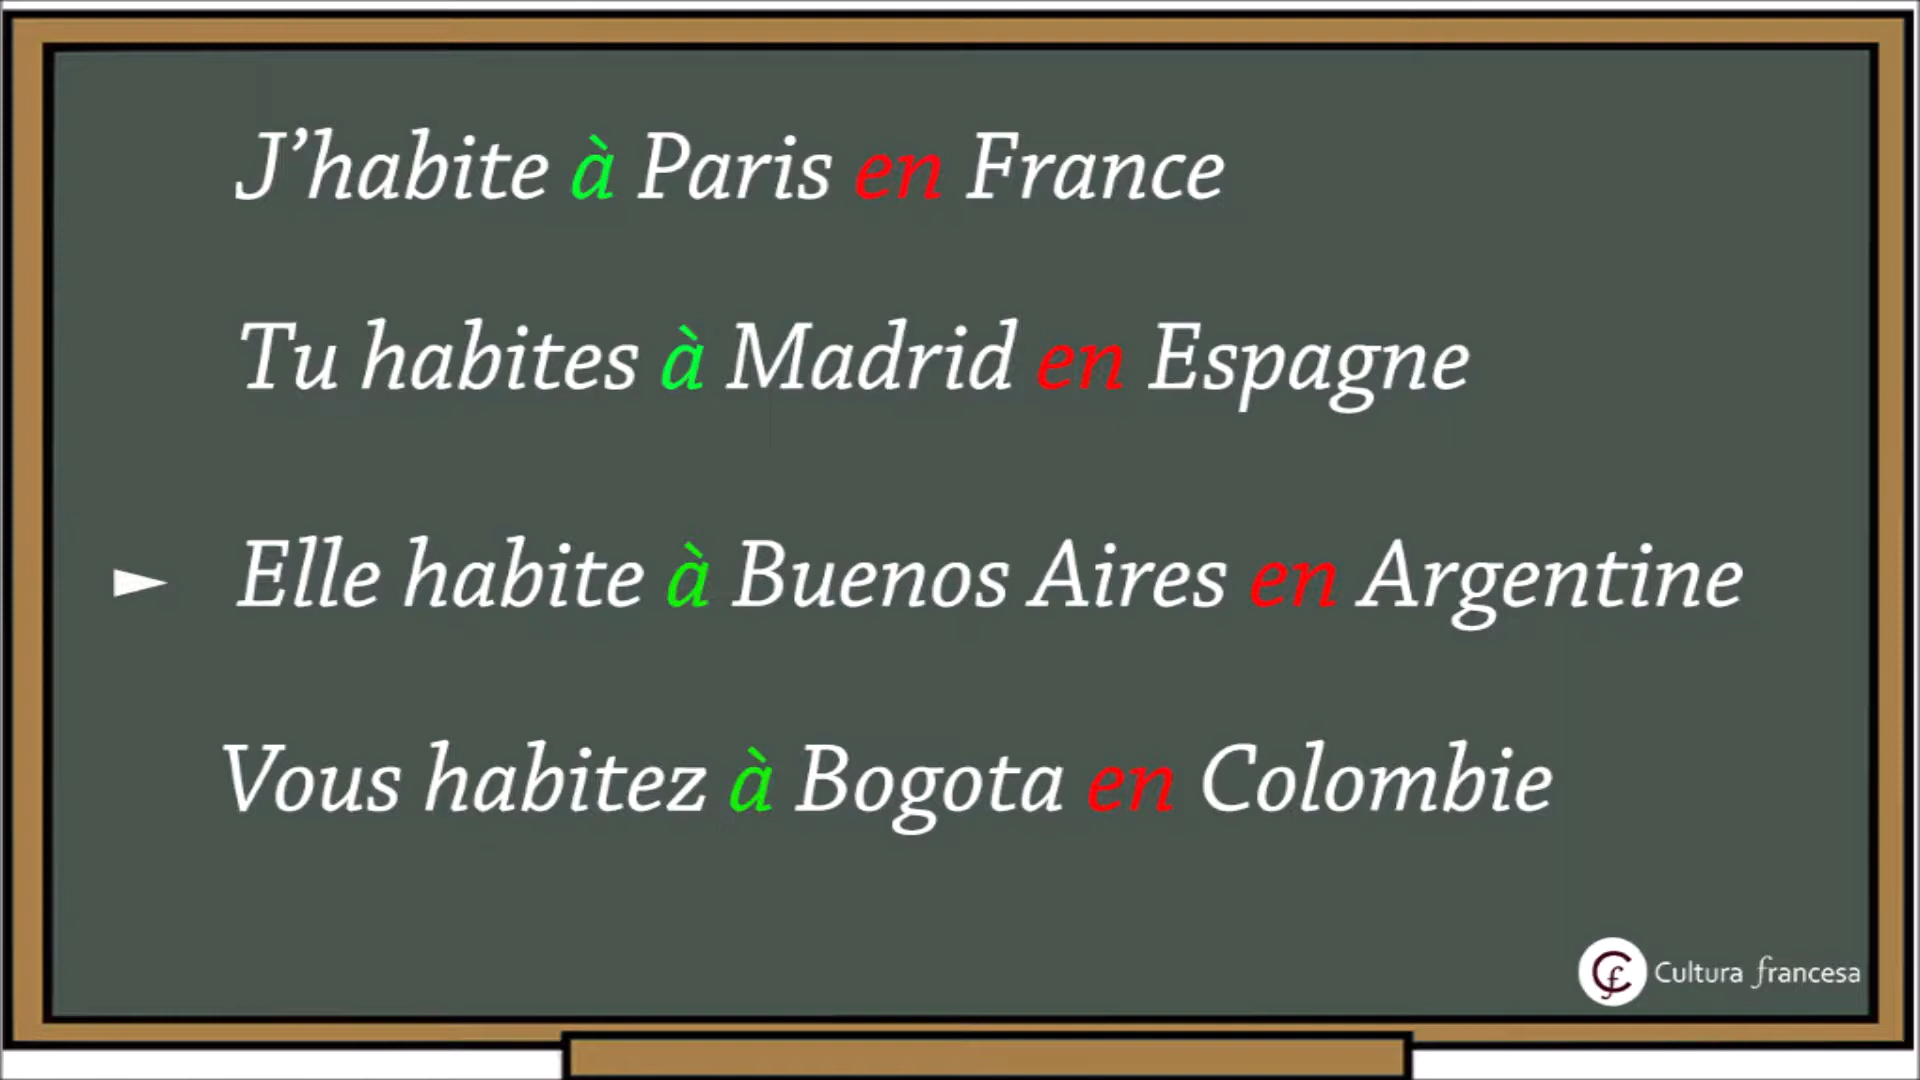 J’habite à Paris en France
Tu habites à Madrid en Espagne
► Elle habite à Buenos Aires en Argentine
Vous habitez à Bogota en Colombie
Cultura francesa